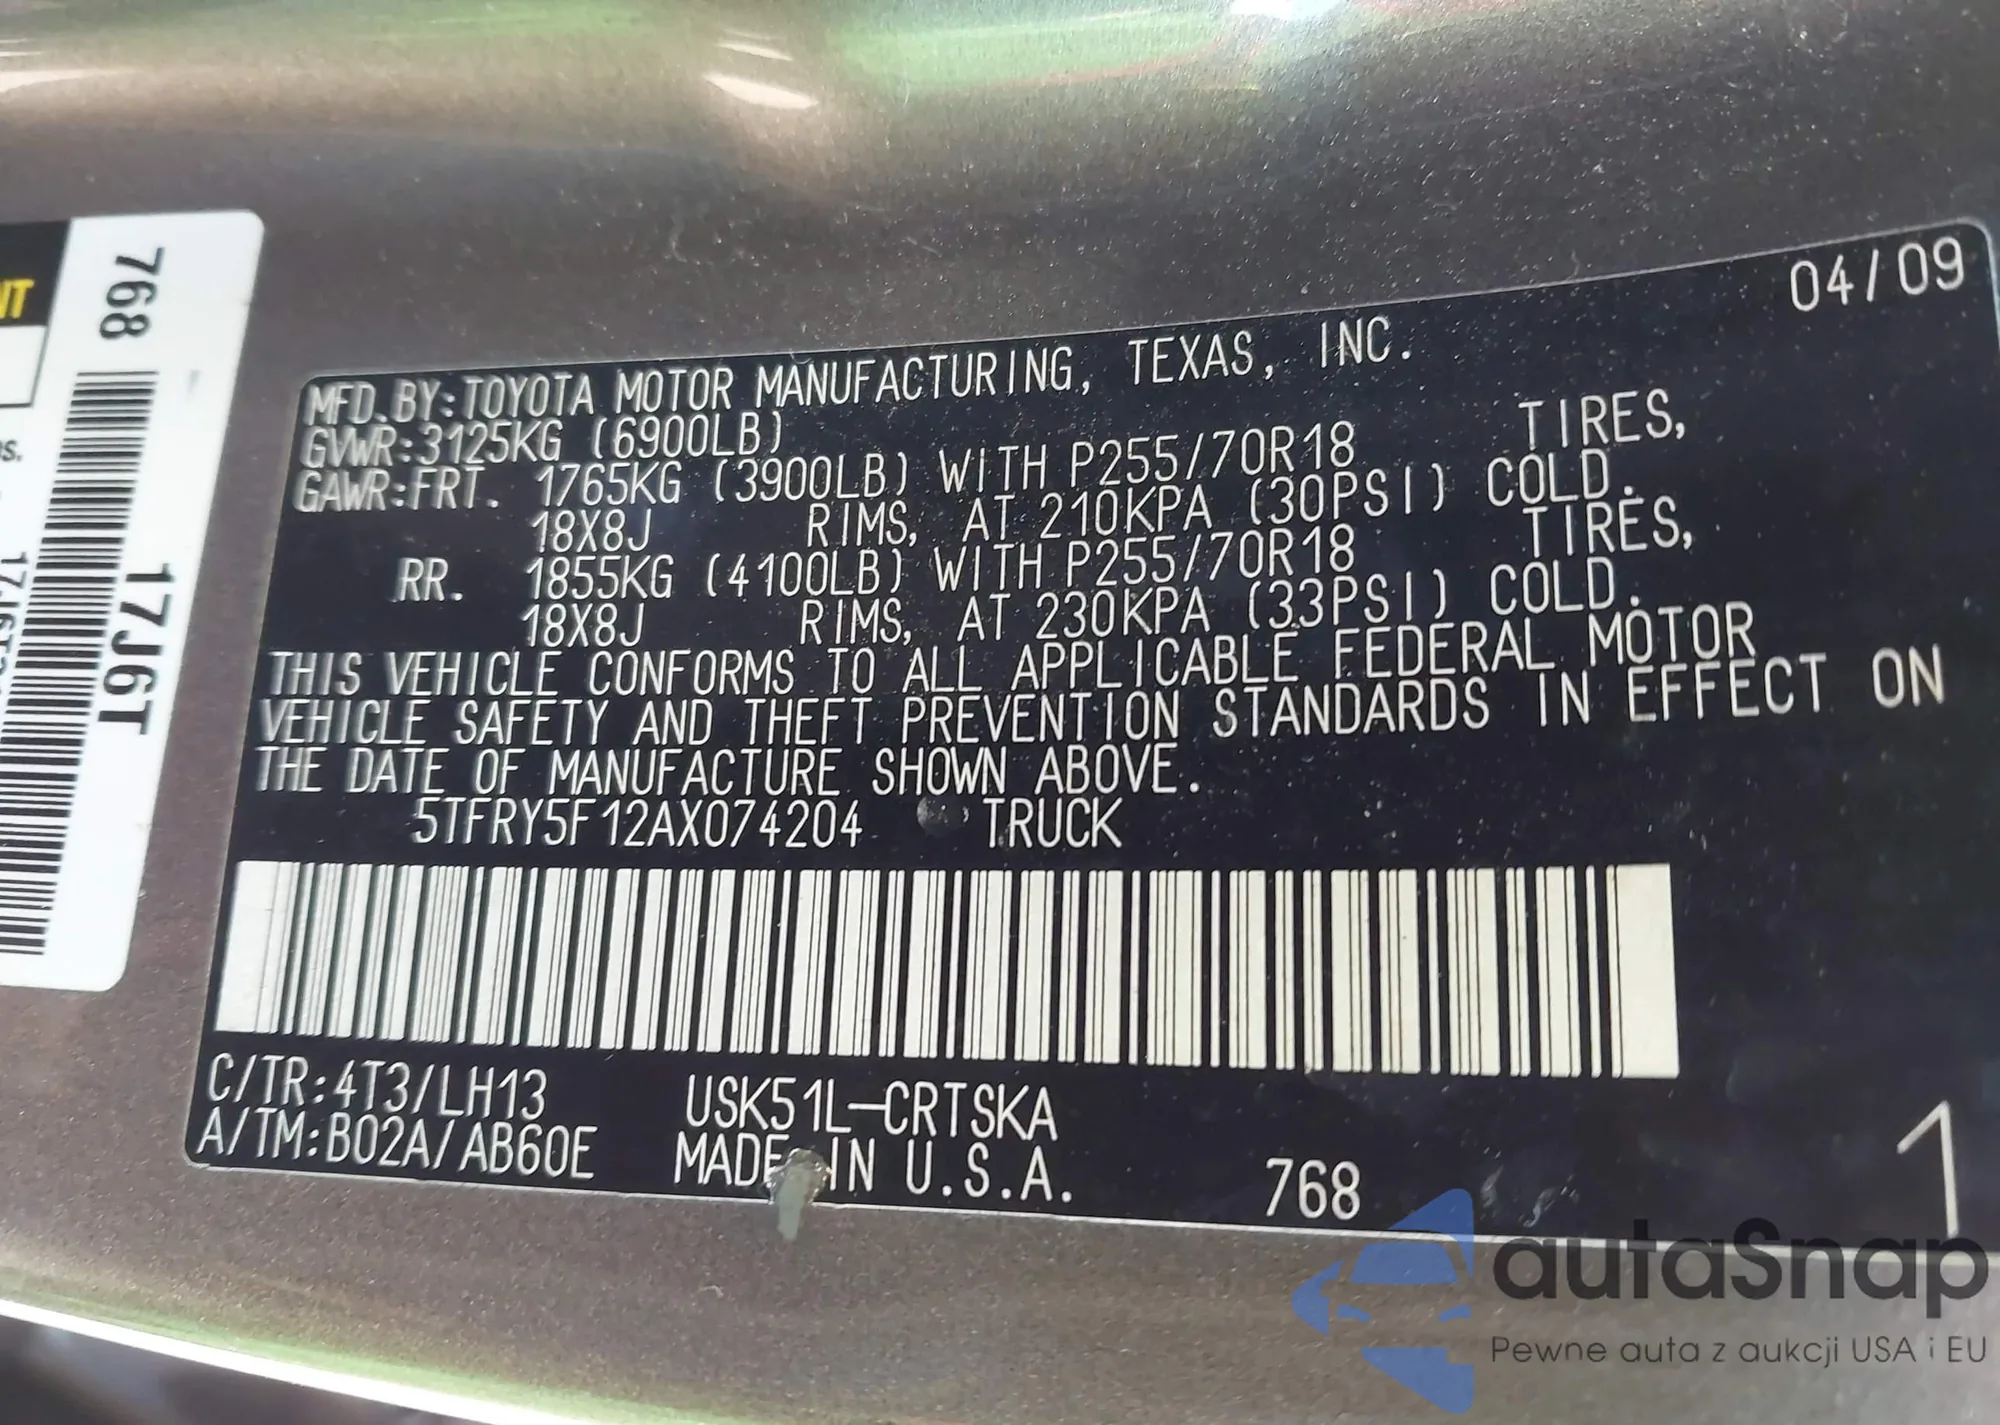 NT
s.
768
17J6T
04/09
MFD. BY: TOYOTA MOTOR MANUFACTURING, TEXAS, INC.
GVWR: 3125KG (6900LB)
GAWR: FRT. 1765KG (3900LB) WITH P255/70R18 TIRES,
18X8J RIMS, AT 210KPA (30PSI) COLD.
RR. 1855KG (4100LB) WITH P255/70R18 TIRES,
18X8J RIMS, AT 230KPA (33PSI) COLD.
THIS VEHICLE CONFORMS TO ALL APPLICABLE FEDERAL MOTOR
VEHICLE SAFETY AND THEFT PREVENTION STANDARDS IN EFFECT ON
THE DATE OF MANUFACTURE SHOWN ABOVE.
5TFRY5F12AX074204 TRUCK
C/TR: 4T3/LH13 USK51L-CRTSKA
A/TM: B02A/AB60E MADE IN U.S.A. 768
1
autaSnap
Pewne auta z aukcji USA i EU